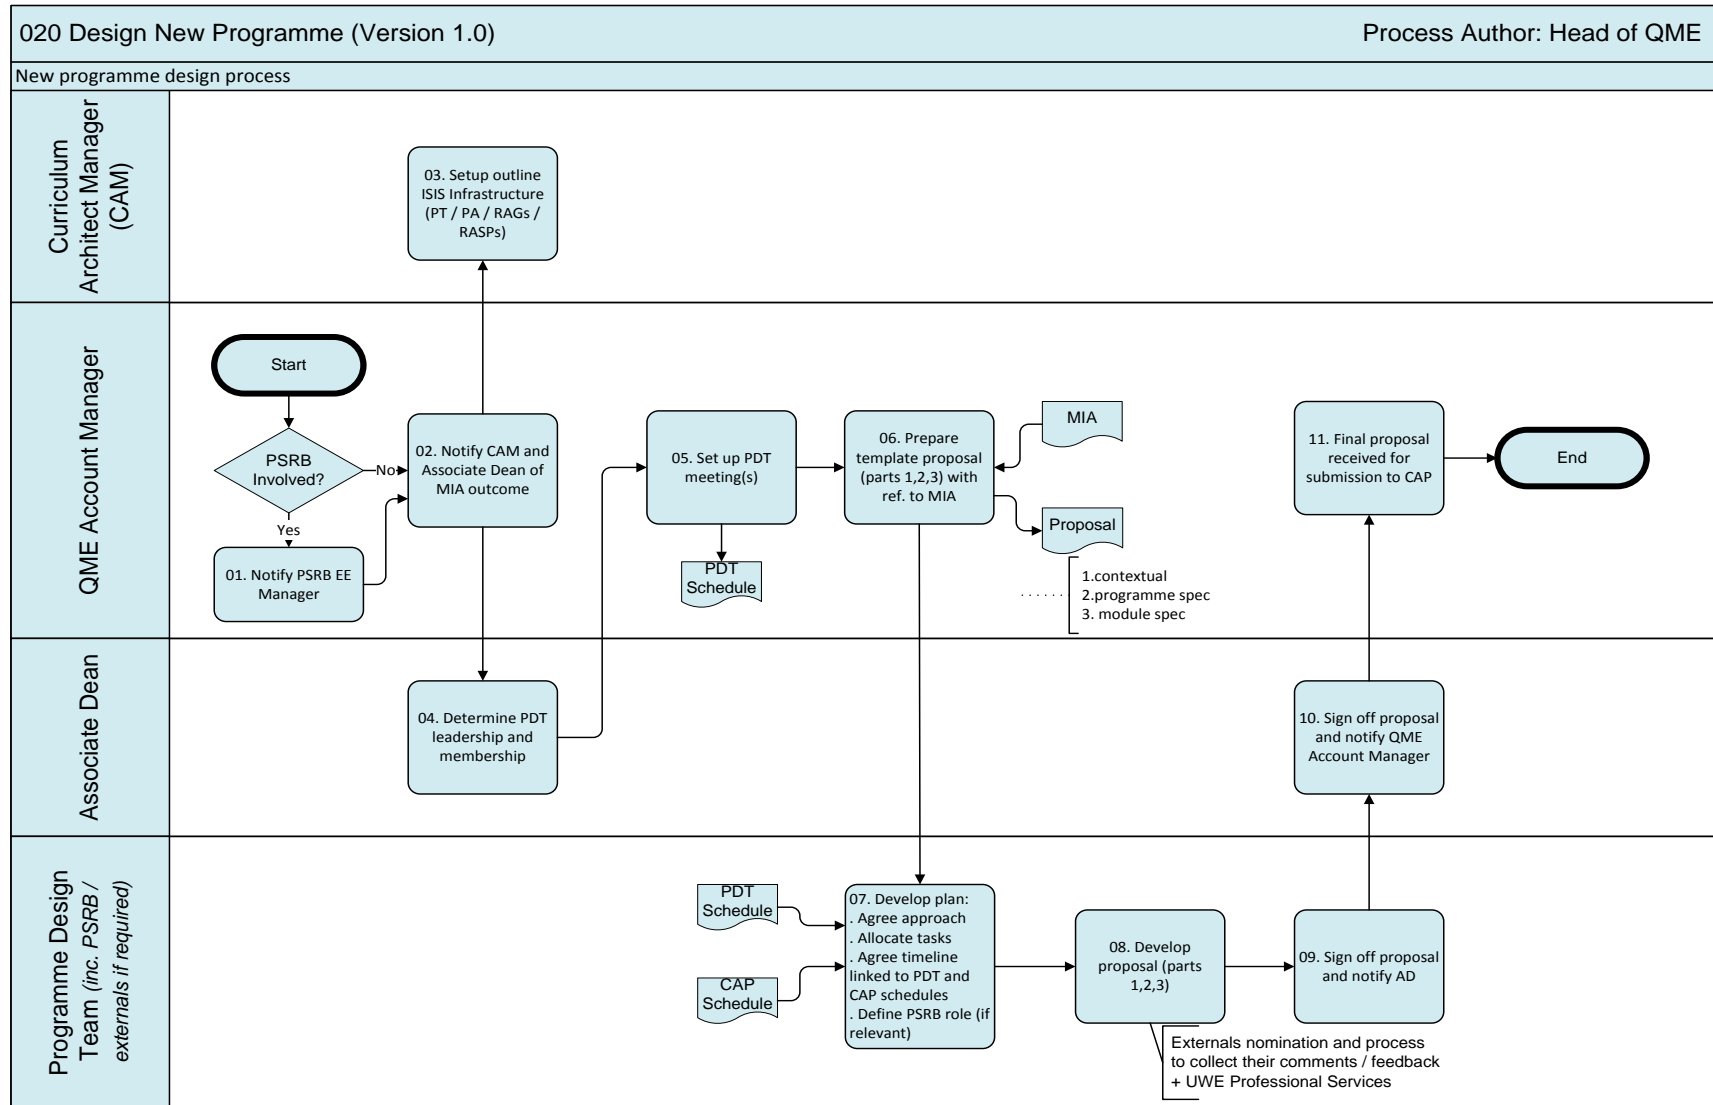 020 Design New Programme (Version 1.0)
Process Author: Head of QME
New programme design process
Curriculum
Architect Manager
(CAM)
03. Setup outline
ISIS Infrastructure
(PT / PA / RAGs /
RASPs)
QME Account Manager
Start
PSRB
Involved?
No
Yes
01. Notify PSRB EE
Manager
02. Notify CAM and
Associate Dean of
MIA outcome
05. Set up PDT
meeting(s)
PDT
Schedule
06. Prepare
template proposal
(parts 1,2,3) with
ref. to MIA
MIA
Proposal
1.contextual
2.programme spec
3. module spec
11. Final proposal
received for
submission to CAP
End
Associate Dean
04. Determine PDT
leadership and
membership
10. Sign off proposal
and notify QME
Account Manager
Programme Design
Team (inc. PSRB /
externals if required)
PDT
Schedule
CAP
Schedule
07. Develop plan:
. Agree approach
. Allocate tasks
. Agree timeline
linked to PDT and
CAP schedules
. Define PSRB role (if
relevant)
08. Develop
proposal (parts
1,2,3)
Externals nomination and process
to collect their comments / feedback
+ UWE Professional Services
09. Sign off proposal
and notify AD